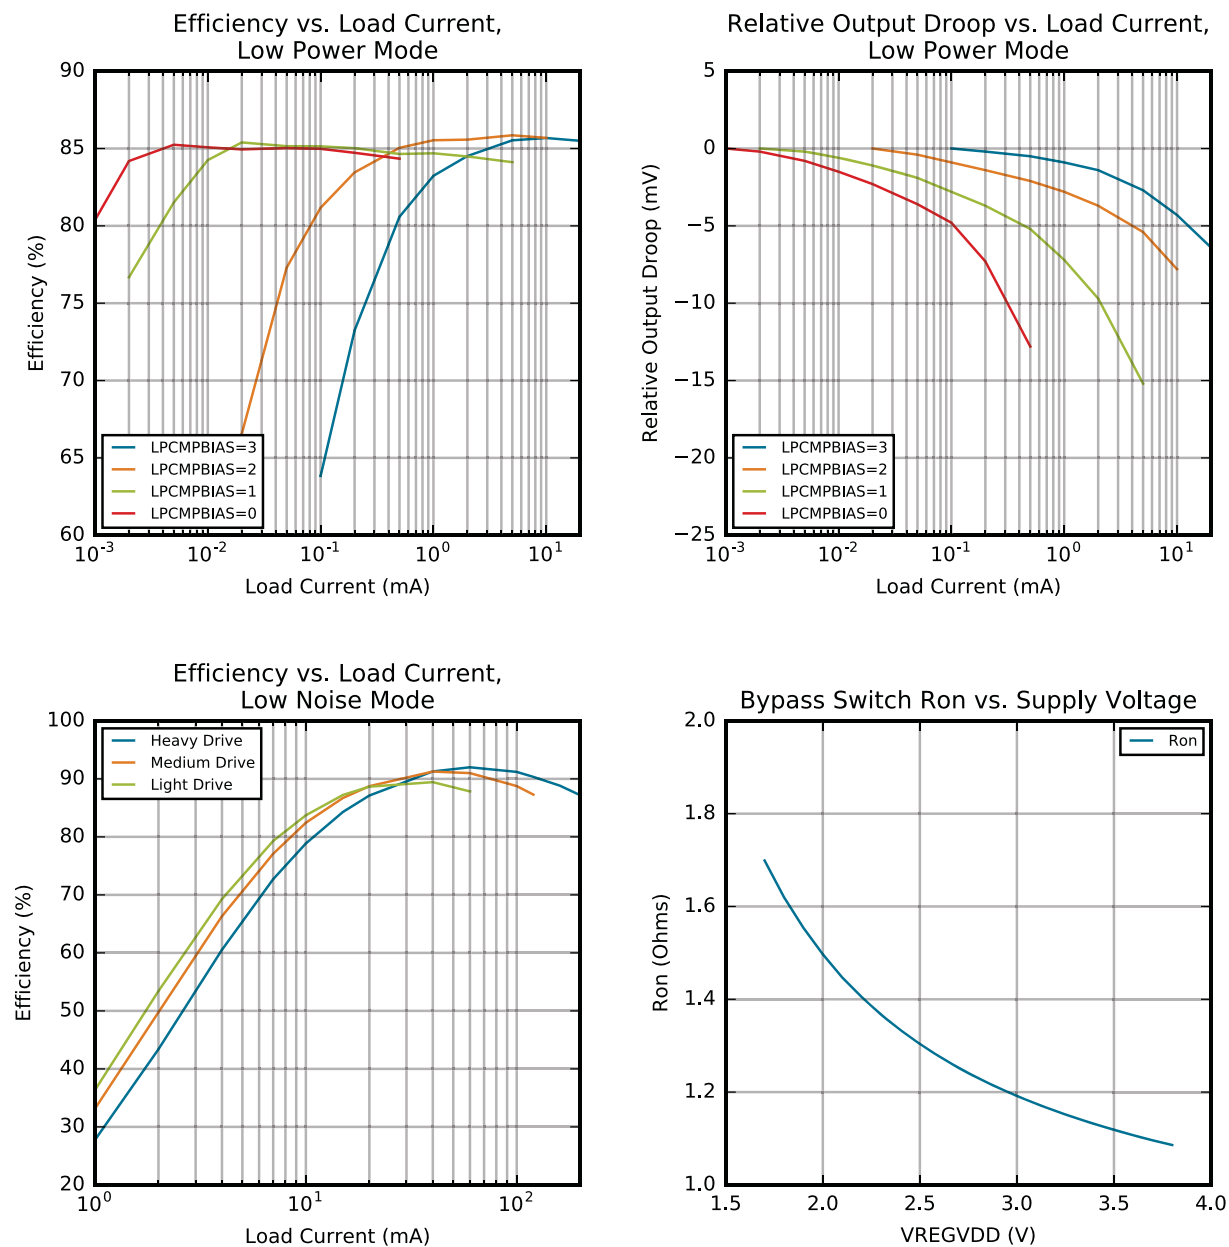 Efficiency vs. Load Current,
Low Power Mode
90
85
80
75
70
65
60
Efficiency (%)
LPCMPBIAS=3
LPCMPBIAS=2
LPCMPBIAS=1
LPCMPBIAS=0
10⁻³ 10⁻² 10⁻¹ 10⁰ 10¹
Load Current (mA)
Relative Output Droop vs. Load Current,
Low Power Mode
5
0
−5
−10
−15
−20
−25
Relative Output Droop (mV)
LPCMPBIAS=3
LPCMPBIAS=2
LPCMPBIAS=1
LPCMPBIAS=0
10⁻³ 10⁻² 10⁻¹ 10⁰ 10¹
Load Current (mA)
Efficiency vs. Load Current,
Low Noise Mode
100
90
80
70
60
50
40
30
20
Efficiency (%)
Heavy Drive
Medium Drive
Light Drive
10⁰ 10¹ 10²
Load Current (mA)
Bypass Switch Ron vs. Supply Voltage
2.0
1.8
1.6
1.4
1.2
1.0
Ron (Ohms)
Ron
1.5 2.0 2.5 3.0 3.5 4.0
VREGVDD (V)